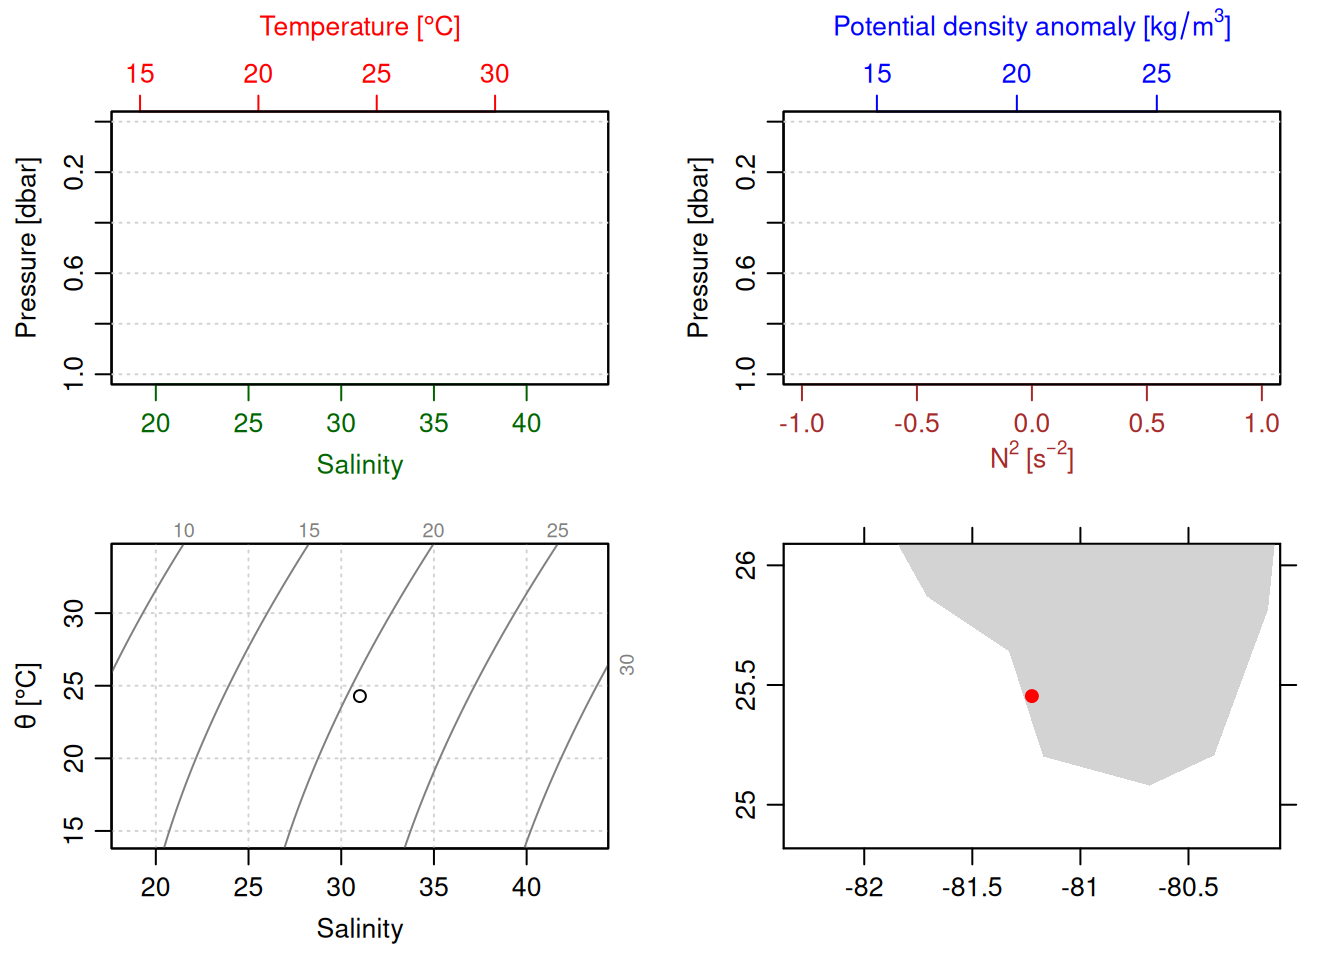 Temperature [°C]
15 20 25 30
Pressure [dbar]
0.2
0.6
1.0
20 25 30 35 40
Salinity
Potential density anomaly [kg/m³]
15 20 25
Pressure [dbar]
0.2
0.6
1.0
-1.0 -0.5 0.0 0.5 1.0
N² [s⁻²]
10 15 20 25
30
θ [°C]
30
25
20
15
20 25 30 35 40
Salinity
26
25.5
25
-82 -81.5 -81 -80.5